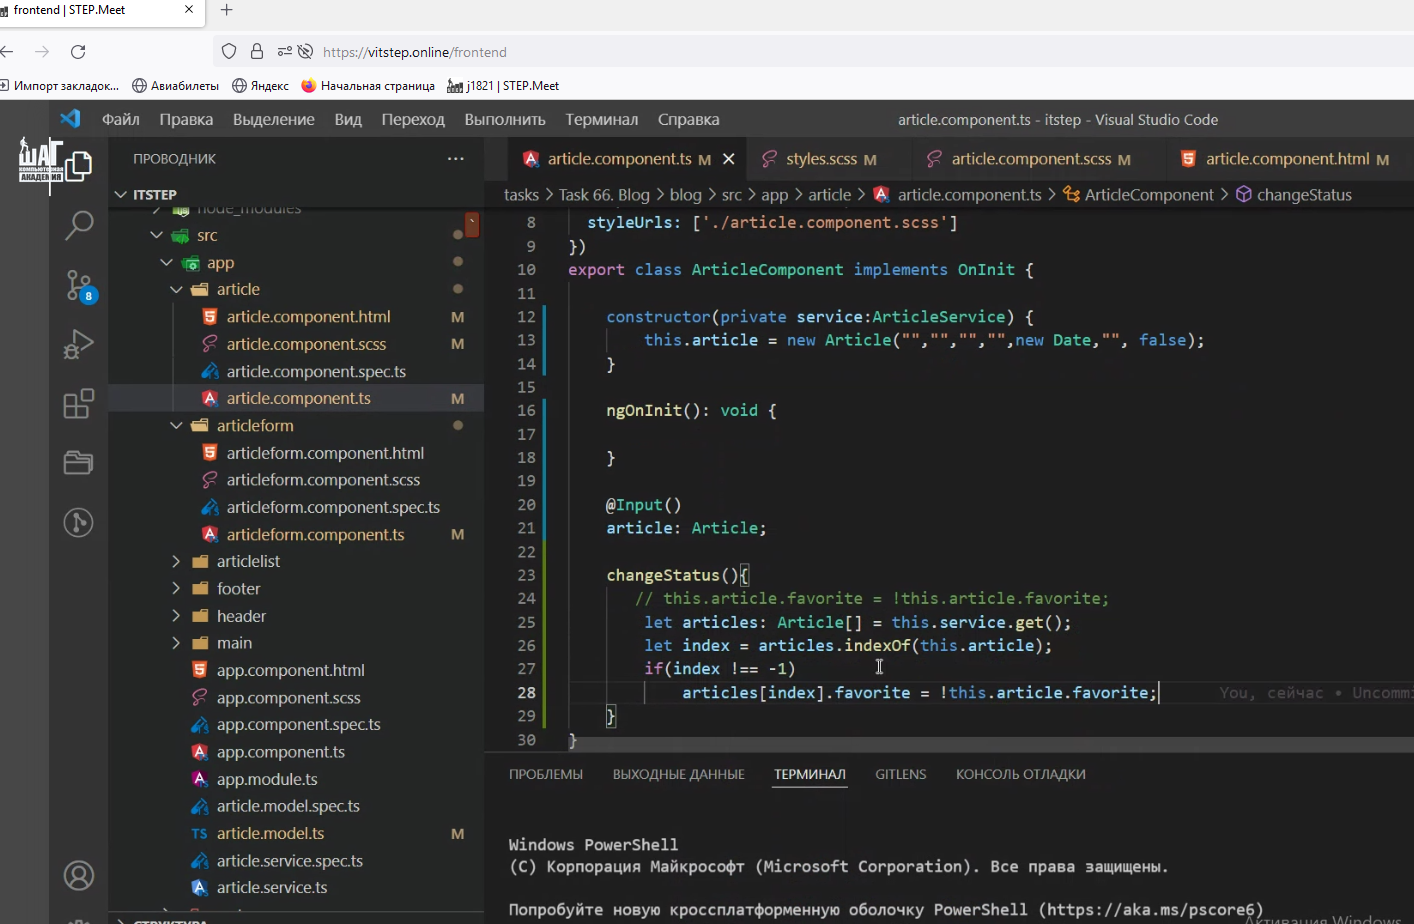 frontend | STEP.Meet
https://vitstep.online/frontend
Импорт закладок...
Авиабилеты
Яндекс
Начальная страница
j1821 | STEP.Meet
Файл Правка Выделение Вид Переход Выполнить Терминал Справка
article.component.ts - itstep - Visual Studio Code
ШАГ
КОМПЬЮТЕРНАЯ
АКАДЕМИЯ
ПРОВОДНИК
ITSTEP
node_modules
src
app
article
article.component.html M
article.component.scss M
article.component.spec.ts
article.component.ts M
articleform
articleform.component.html
articleform.component.scss
articleform.component.spec.ts
articleform.component.ts M
articlelist
footer
header
main
app.component.html
app.component.scss
app.component.spec.ts
app.component.ts
app.module.ts
article.model.spec.ts
TS article.model.ts M
article.service.spec.ts
article.service.ts
СТРУКТУРА
8
article.component.ts M
styles.scss M
article.component.scss M
article.component.html M
tasks > Task 66. Blog > blog > src > app > article > article.component.ts > ArticleComponent > changeStatus
8 styleUrls: ['./article.component.scss']
9 })
10 export class ArticleComponent implements OnInit {
11
12 constructor(private service:ArticleService) {
13 this.article = new Article("","","","",new Date,"", false);
14 }
15
16 ngOnInit(): void {
17
18 }
19
20 @Input()
21 article: Article;
22
23 changeStatus(){
24 // this.article.favorite = !this.article.favorite;
25 let articles: Article[] = this.service.get();
26 let index = articles.indexOf(this.article);
27 if(index !== -1)
28 articles[index].favorite = !this.article.favorite; You, сейчас • Uncomm
29 }
30 }
ПРОБЛЕМЫ ВЫХОДНЫЕ ДАННЫЕ ТЕРМИНАЛ GITLENS КОНСОЛЬ ОТЛАДКИ
Windows PowerShell
(C) Корпорация Майкрософт (Microsoft Corporation). Все права защищены.
Попробуйте новую кроссплатформенную оболочку PowerShell (https://aka.ms/pscore6)
Активация Windows